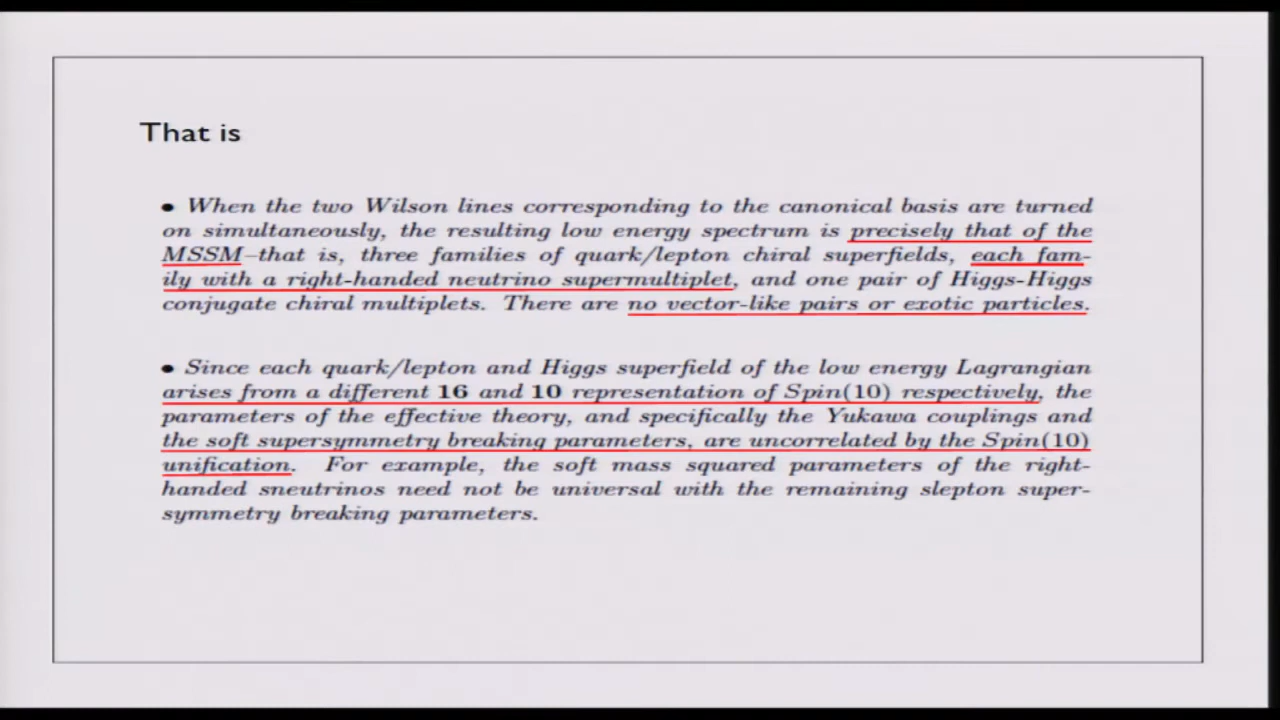 That is
• When the two Wilson lines corresponding to the canonical basis are turned
on simultaneously, the resulting low energy spectrum is precisely that of the
MSSM–that is, three families of quark/lepton chiral superfields, each fam-
ily with a right-handed neutrino supermultiplet, and one pair of Higgs-Higgs
conjugate chiral multiplets. There are no vector-like pairs or exotic particles.
• Since each quark/lepton and Higgs superfield of the low energy Lagrangian
arises from a different 16 and 10 representation of Spin(10) respectively, the
parameters of the effective theory, and specifically the Yukawa couplings and
the soft supersymmetry breaking parameters, are uncorrelated by the Spin(10)
unification. For example, the soft mass squared parameters of the right-
handed sneutrinos need not be universal with the remaining slepton super-
symmetry breaking parameters.